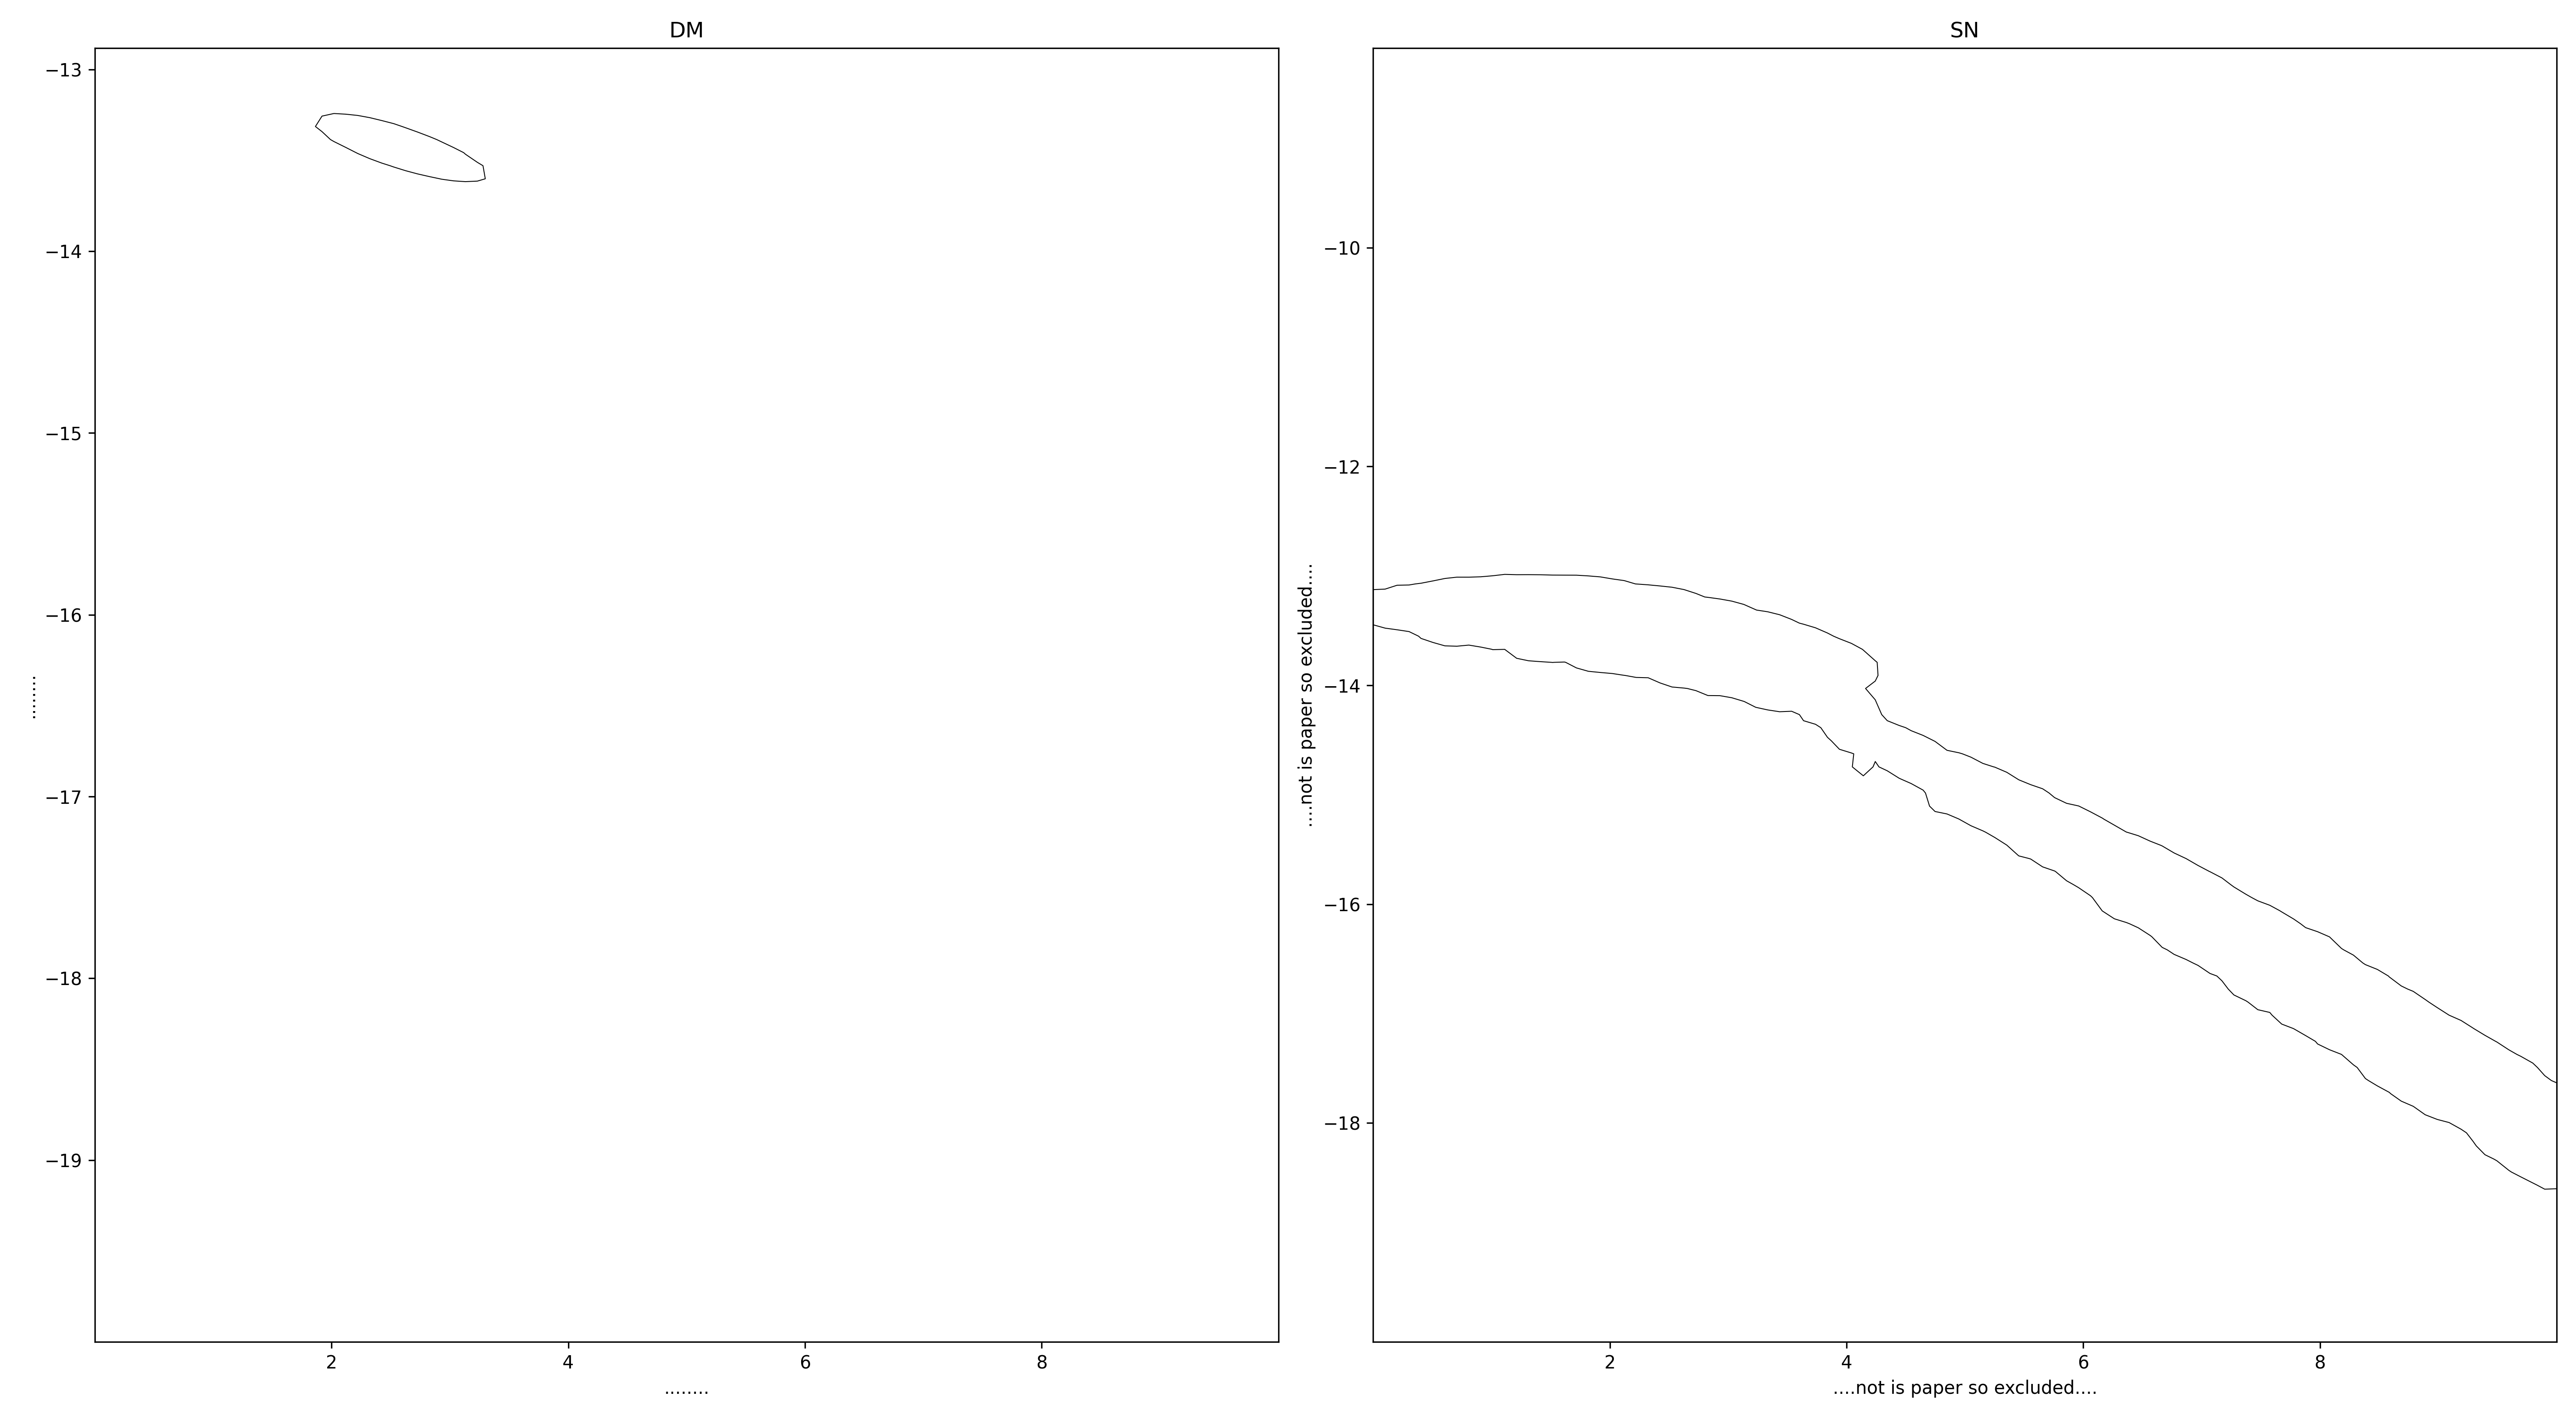 DM
−13
−14
−15
−16
−17
−18
−19
........
2 4 6 8
........
SN
−10
−12
−14
−16
−18
....not is paper so excluded....
2 4 6 8
....not is paper so excluded....